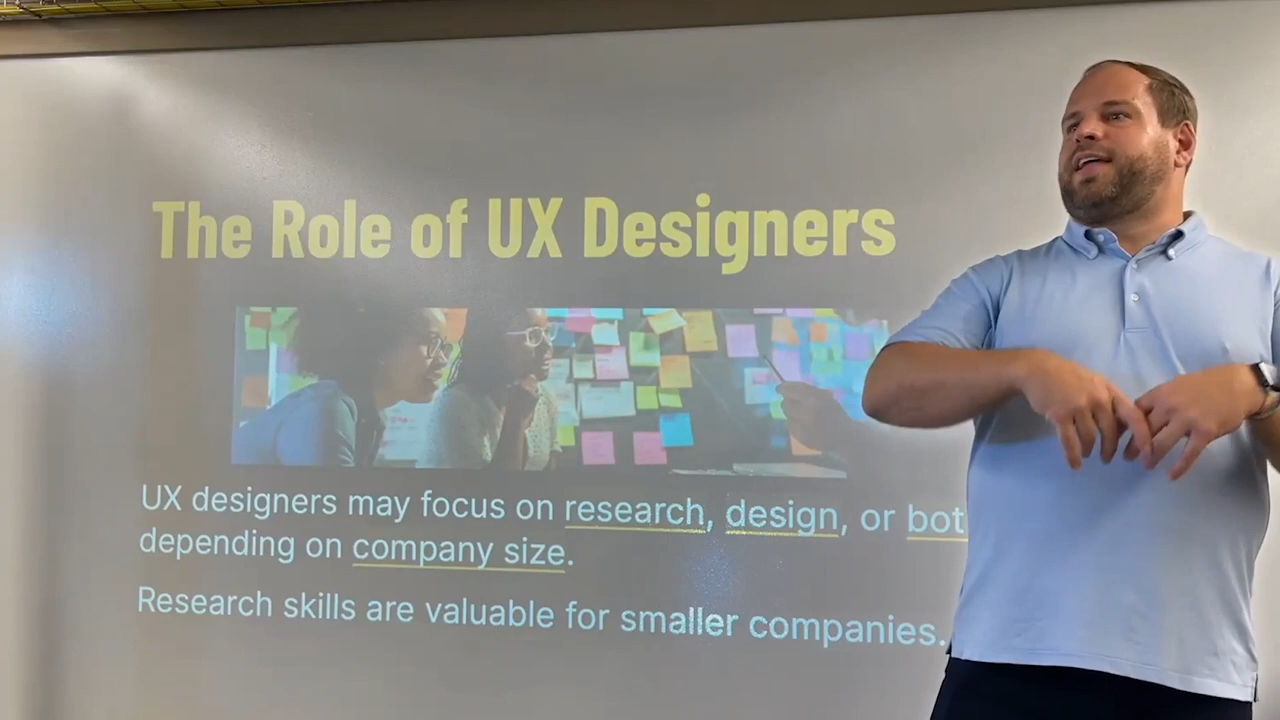 The Role of UX Designers
UX designers may focus on research, design, or bot
depending on company size.
Research skills are valuable for smaller companies.